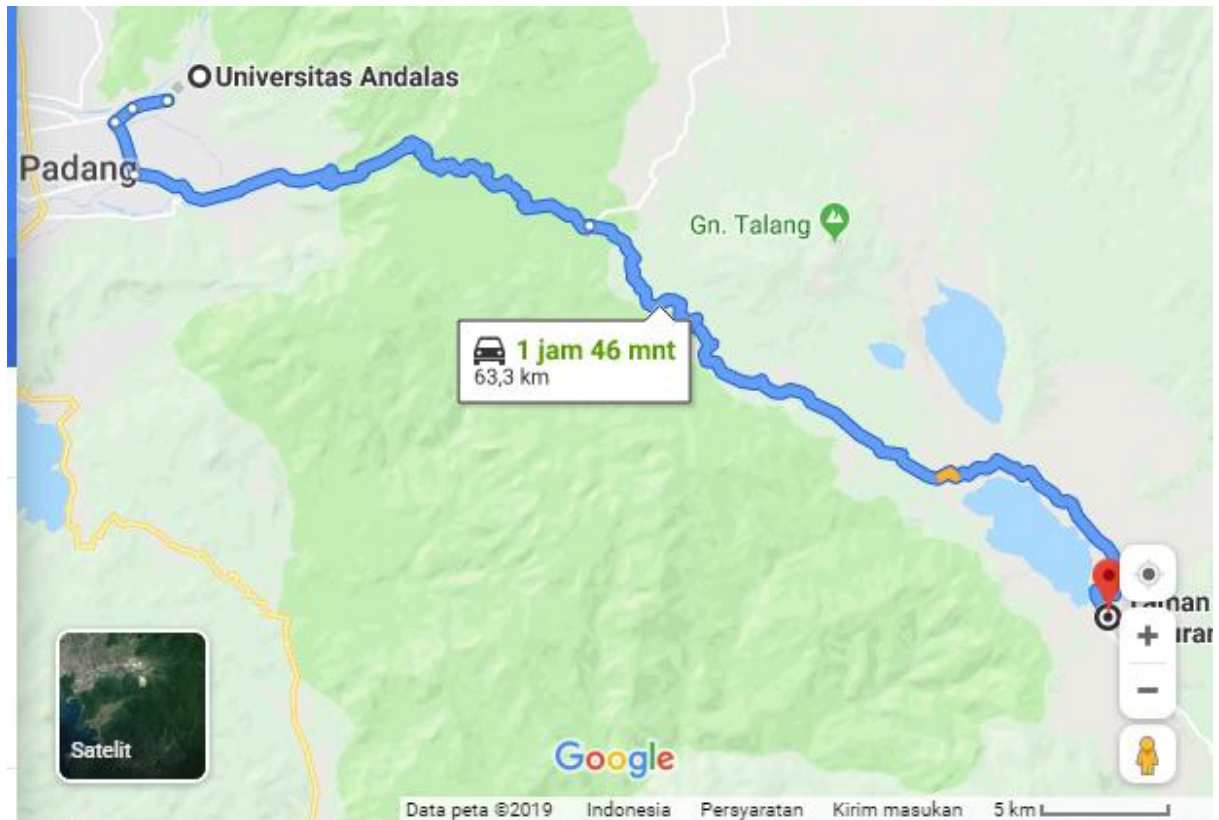 Universitas Andalas
Padang
Gn. Talang
1 jam 46 mnt
63,3 km
Satelit
Google
Data peta ©2019 Indonesia Persyaratan Kirim masukan 5 km